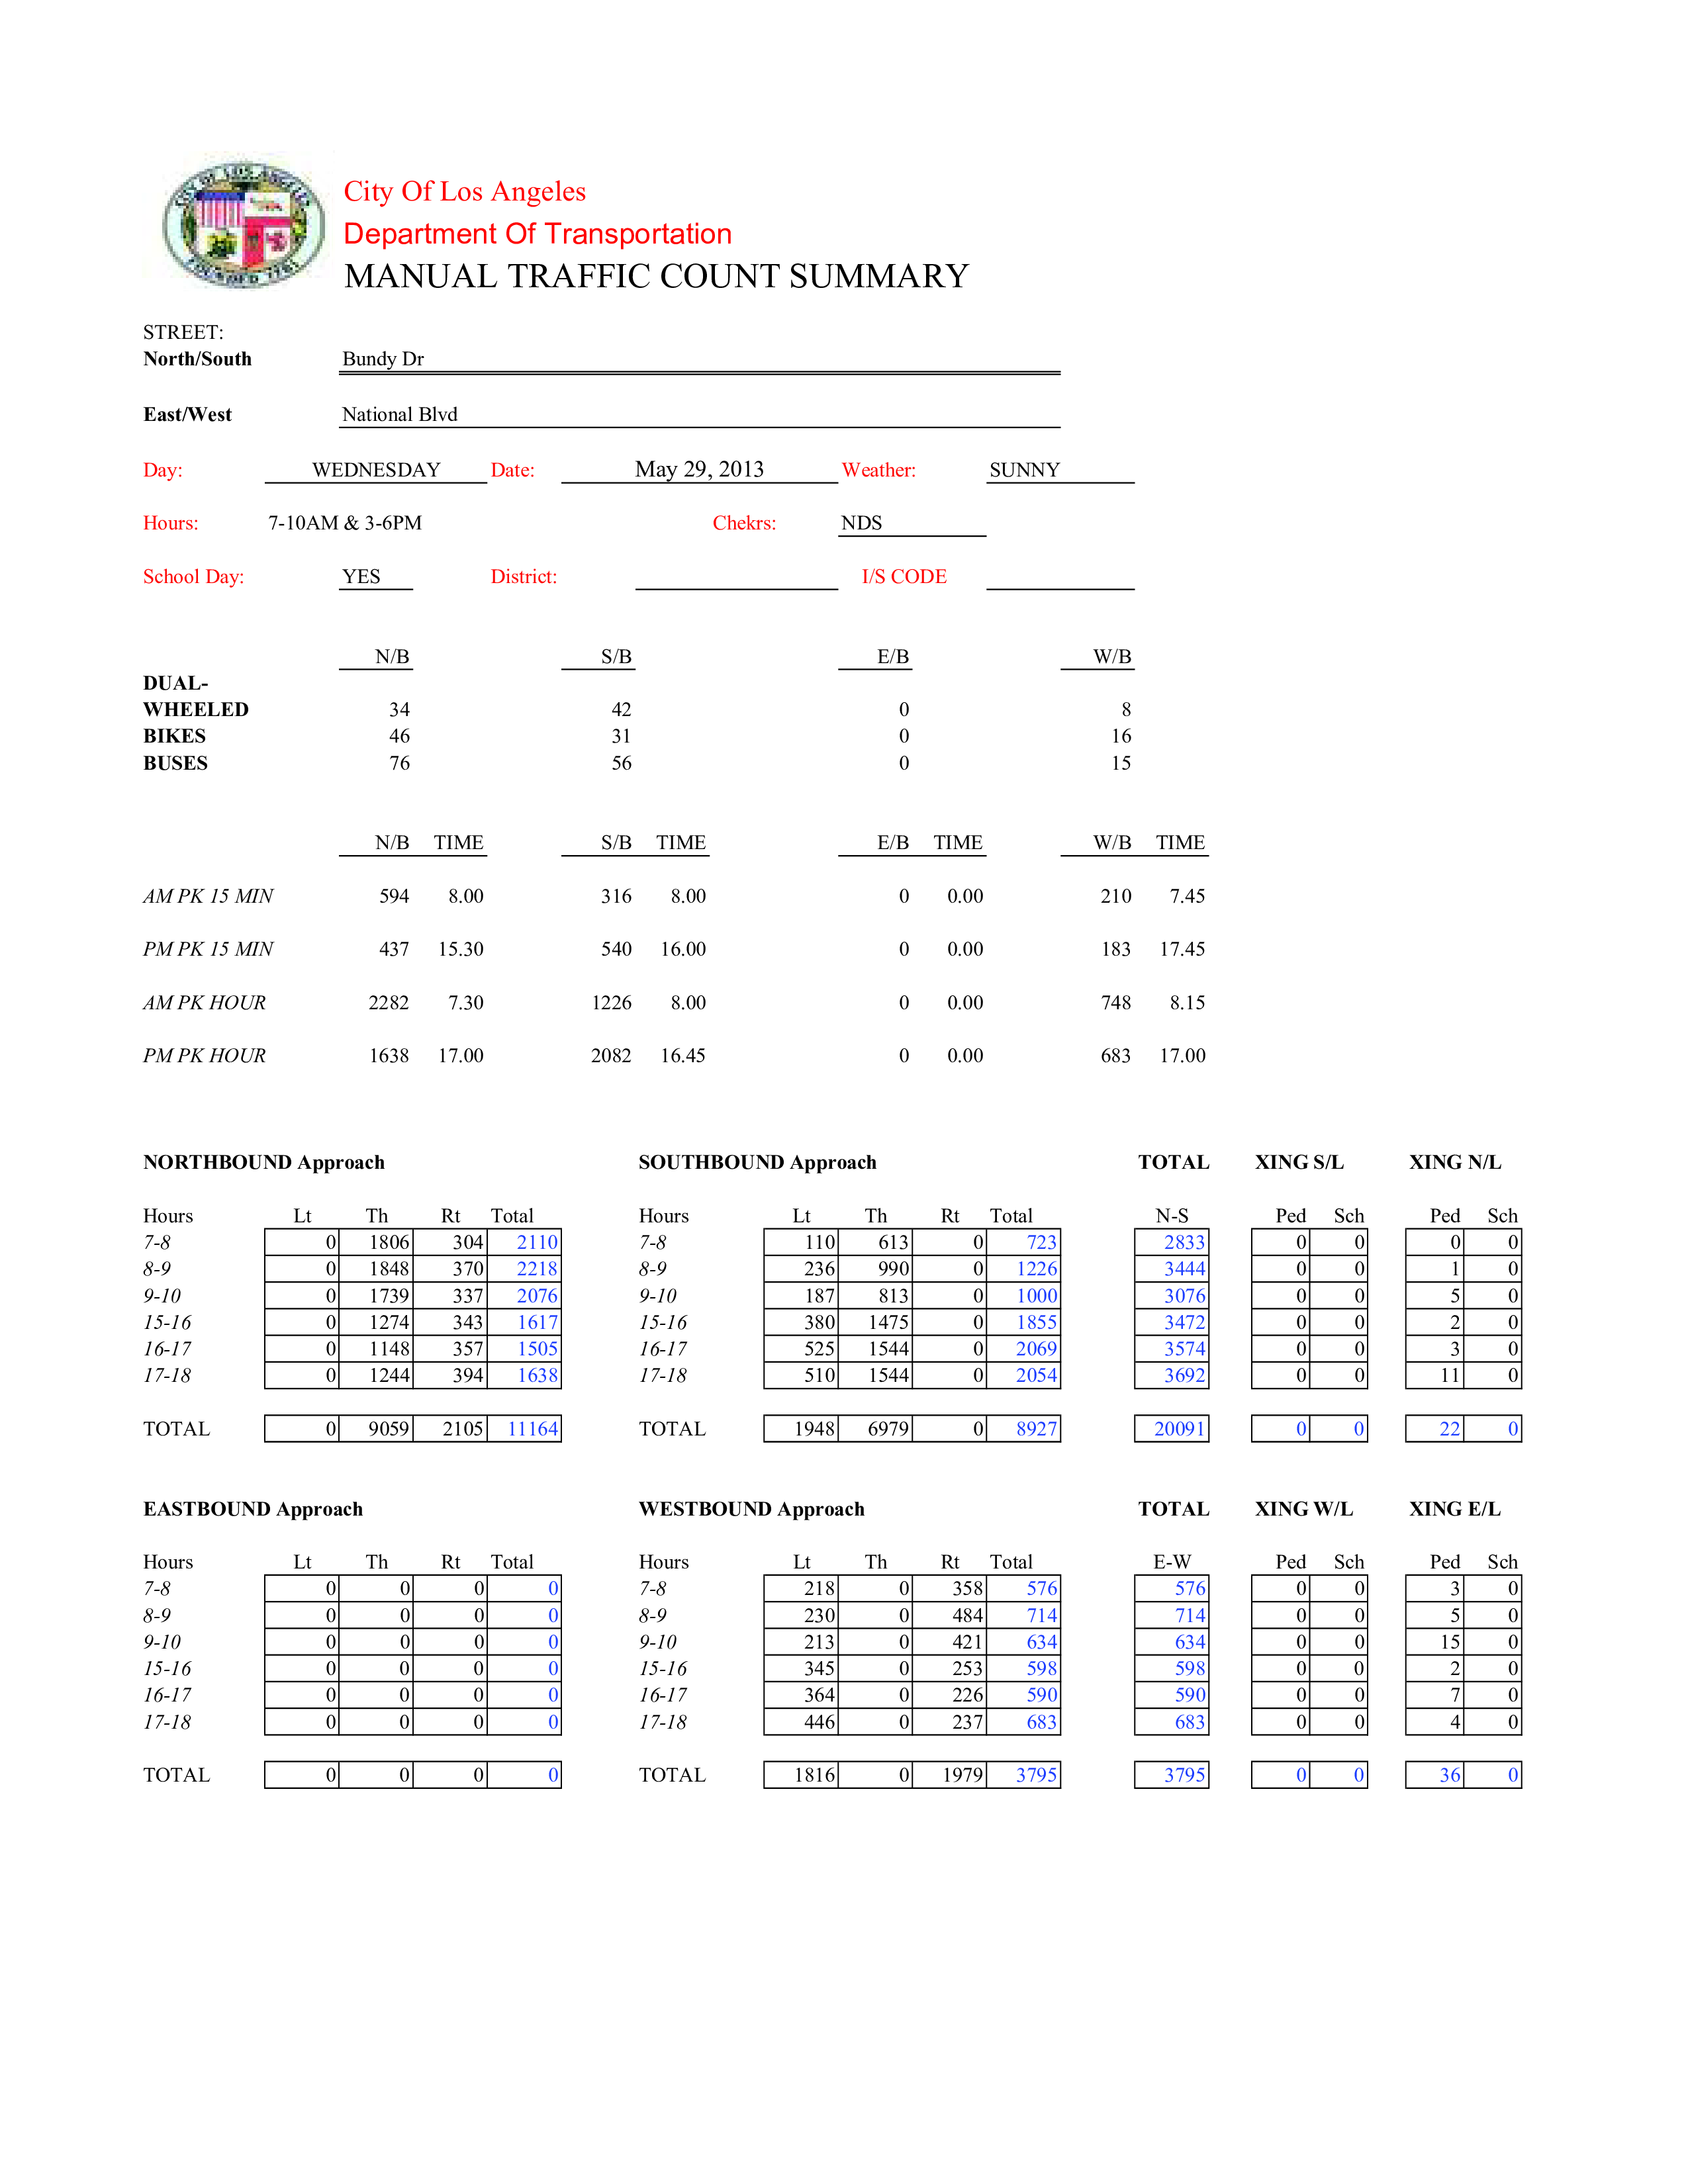 City Of Los Angeles
Department Of Transportation
MANUAL TRAFFIC COUNT SUMMARY
STREET:
North/South Bundy Dr
East/West National Blvd
Day: WEDNESDAY Date: May 29, 2013 Weather: SUNNY
Hours: 7-10AM & 3-6PM Chekrs: NDS
School Day: YES District: I/S CODE
N/B S/B E/B W/B
DUAL-
WHEELED 34 42 0 8
BIKES 46 31 0 16
BUSES 76 56 0 15
N/B TIME S/B TIME E/B TIME W/B TIME
AM PK 15 MIN 594 8.00 316 8.00 0 0.00 210 7.45
PM PK 15 MIN 437 15.30 540 16.00 0 0.00 183 17.45
AM PK HOUR 2282 7.30 1226 8.00 0 0.00 748 8.15
PM PK HOUR 1638 17.00 2082 16.45 0 0.00 683 17.00
NORTHBOUND Approach SOUTHBOUND Approach TOTAL XING S/L XING N/L
Hours Lt Th Rt Total Hours Lt Th Rt Total N-S Ped Sch Ped Sch
7-8 0 1806 304 2110 7-8 110 613 0 723 2833 0 0 0 0
8-9 0 1848 370 2218 8-9 236 990 0 1226 3444 0 0 1 0
9-10 0 1739 337 2076 9-10 187 813 0 1000 3076 0 0 5 0
15-16 0 1274 343 1617 15-16 380 1475 0 1855 3472 0 0 2 0
16-17 0 1148 357 1505 16-17 525 1544 0 2069 3574 0 0 3 0
17-18 0 1244 394 1638 17-18 510 1544 0 2054 3692 0 0 11 0
TOTAL 0 9059 2105 11164 TOTAL 1948 6979 0 8927 20091 0 0 22 0
EASTBOUND Approach WESTBOUND Approach TOTAL XING W/L XING E/L
Hours Lt Th Rt Total Hours Lt Th Rt Total E-W Ped Sch Ped Sch
7-8 0 0 0 0 7-8 218 0 358 576 576 0 0 3 0
8-9 0 0 0 0 8-9 230 0 484 714 714 0 0 5 0
9-10 0 0 0 0 9-10 213 0 421 634 634 0 0 15 0
15-16 0 0 0 0 15-16 345 0 253 598 598 0 0 2 0
16-17 0 0 0 0 16-17 364 0 226 590 590 0 0 7 0
17-18 0 0 0 0 17-18 446 0 237 683 683 0 0 4 0
TOTAL 0 0 0 0 TOTAL 1816 0 1979 3795 3795 0 0 36 0